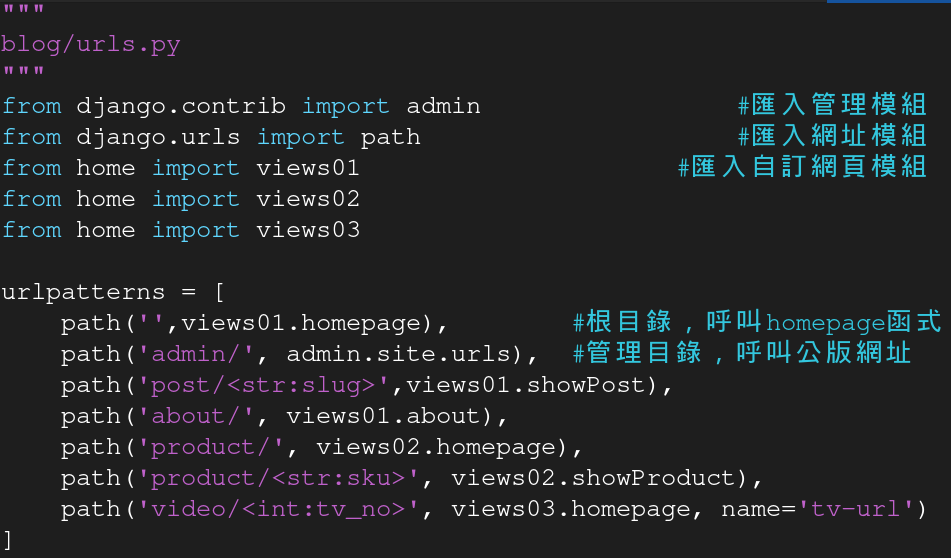 """
blog/urls.py
"""
from django.contrib import admin #匯入管理模組
from django.urls import path #匯入網址模組
from home import views01 #匯入自訂網頁模組
from home import views02
from home import views03
urlpatterns = [
path('',views01.homepage), #根目錄，呼叫homepage函式
path('admin/', admin.site.urls), #管理目錄，呼叫公版網址
path('post/<str:slug>',views01.showPost),
path('about/', views01.about),
path('product/', views02.homepage),
path('product/<str:sku>', views02.showProduct),
path('video/<int:tv_no>', views03.homepage, name='tv-url')
]